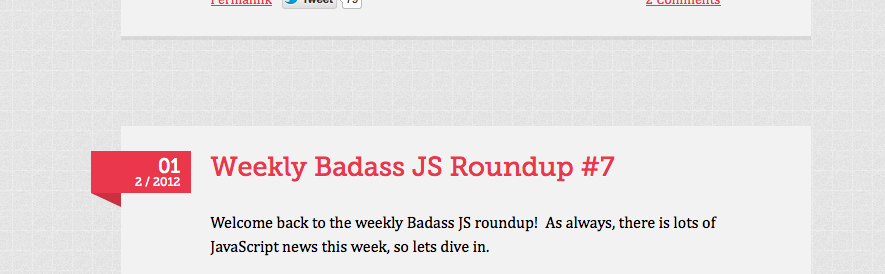 Permalink Tweet 75 2 Comments
01
2 / 2012
Weekly Badass JS Roundup #7
Welcome back to the weekly Badass JS roundup!  As always, there is lots of
JavaScript news this week, so lets dive in.